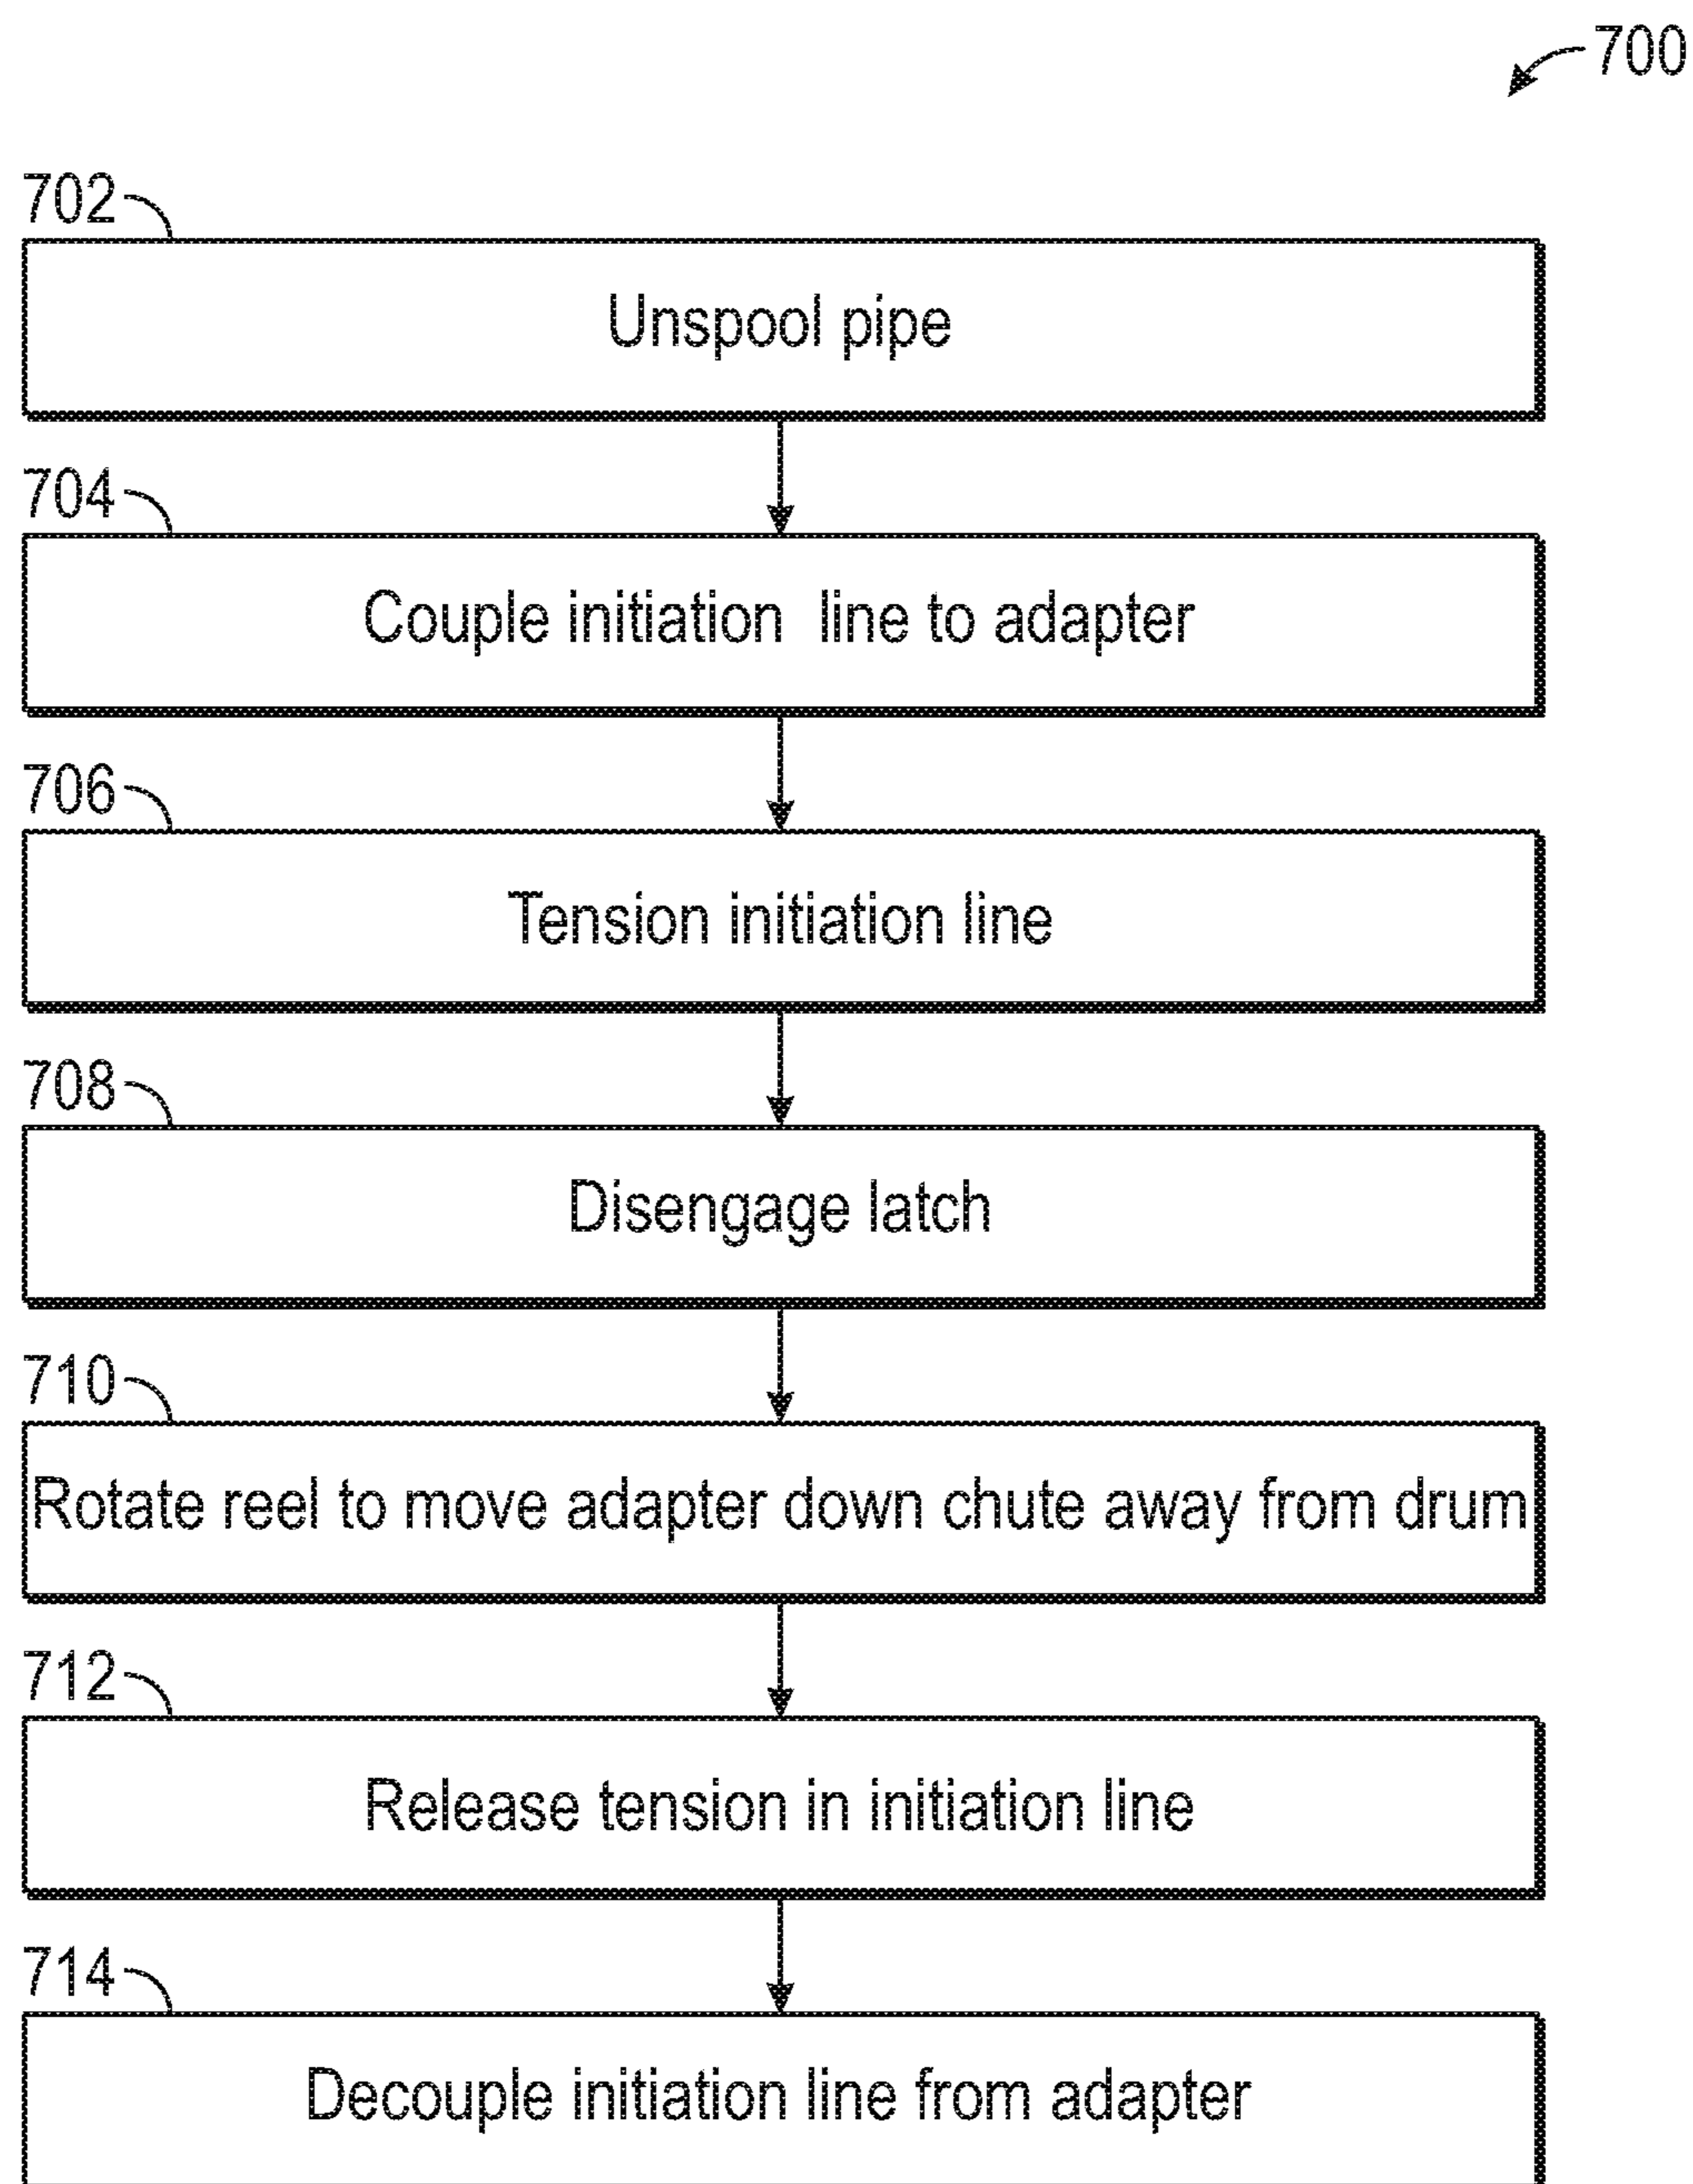 700
702
Unspool pipe
704
Couple initiation line to adapter
706
Tension initiation line
708
Disengage latch
710
Rotate reel to move adapter down chute away from drum
712
Release tension in initiation line
714
Decouple initiation line from adapter